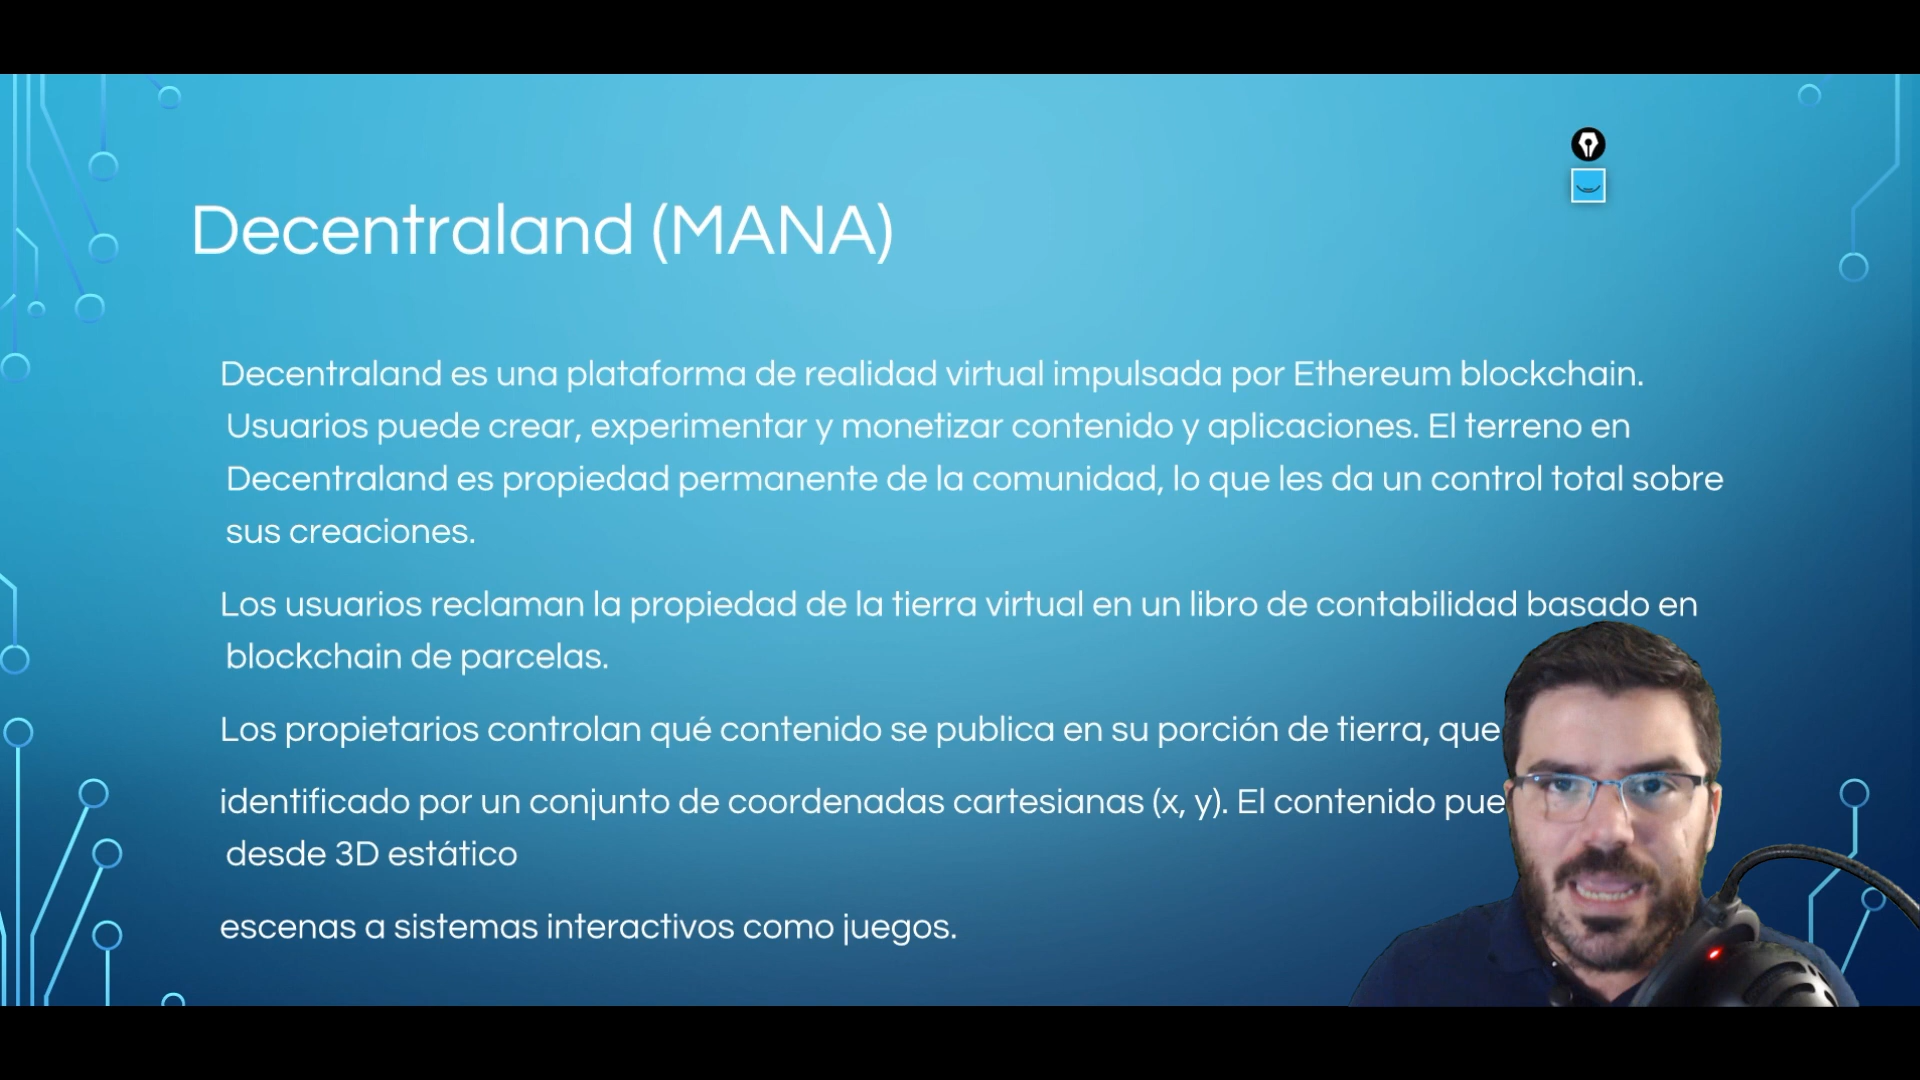 Decentraland (MANA)
Decentraland es una plataforma de realidad virtual impulsada por Ethereum blockchain.
Usuarios puede crear, experimentar y monetizar contenido y aplicaciones. El terreno en
Decentraland es propiedad permanente de la comunidad, lo que les da un control total sobre
sus creaciones.
Los usuarios reclaman la propiedad de la tierra virtual en un libro de contabilidad basado en
blockchain de parcelas.
Los propietarios controlan qué contenido se publica en su porción de tierra, que
identificado por un conjunto de coordenadas cartesianas (x, y). El contenido pue
desde 3D estático
escenas a sistemas interactivos como juegos.